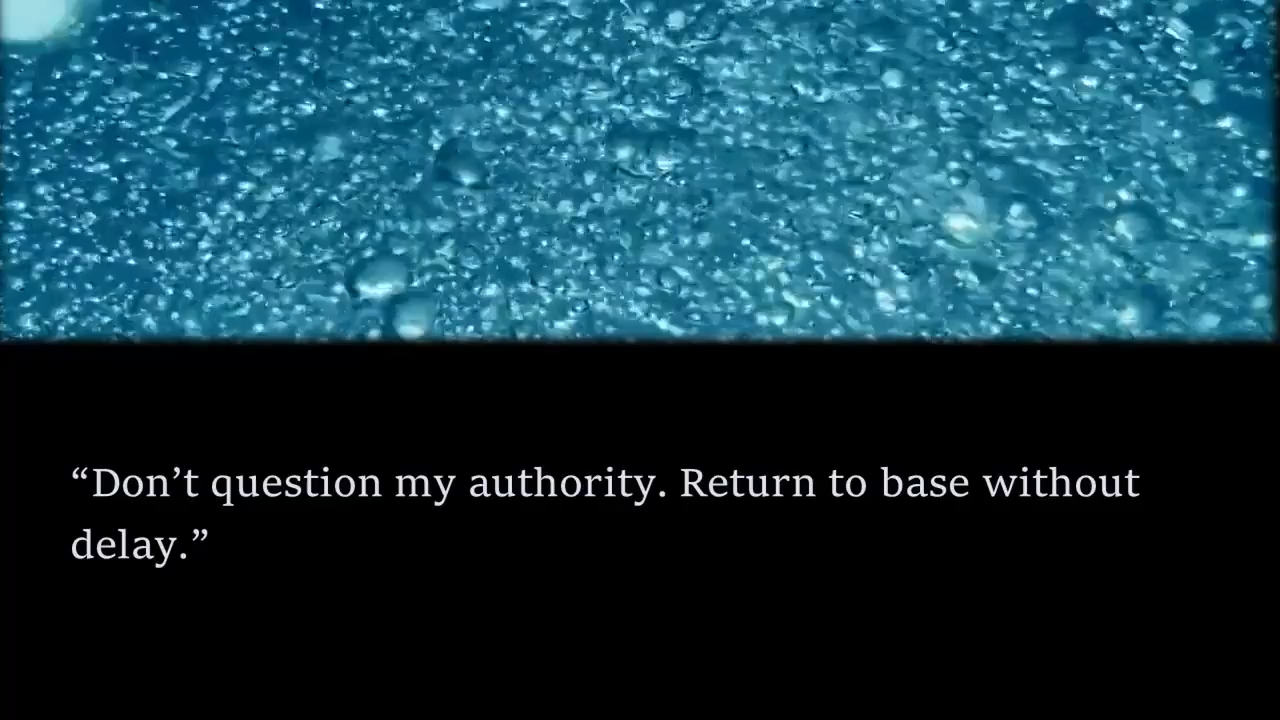 “Don’t question my authority. Return to base without
delay.”